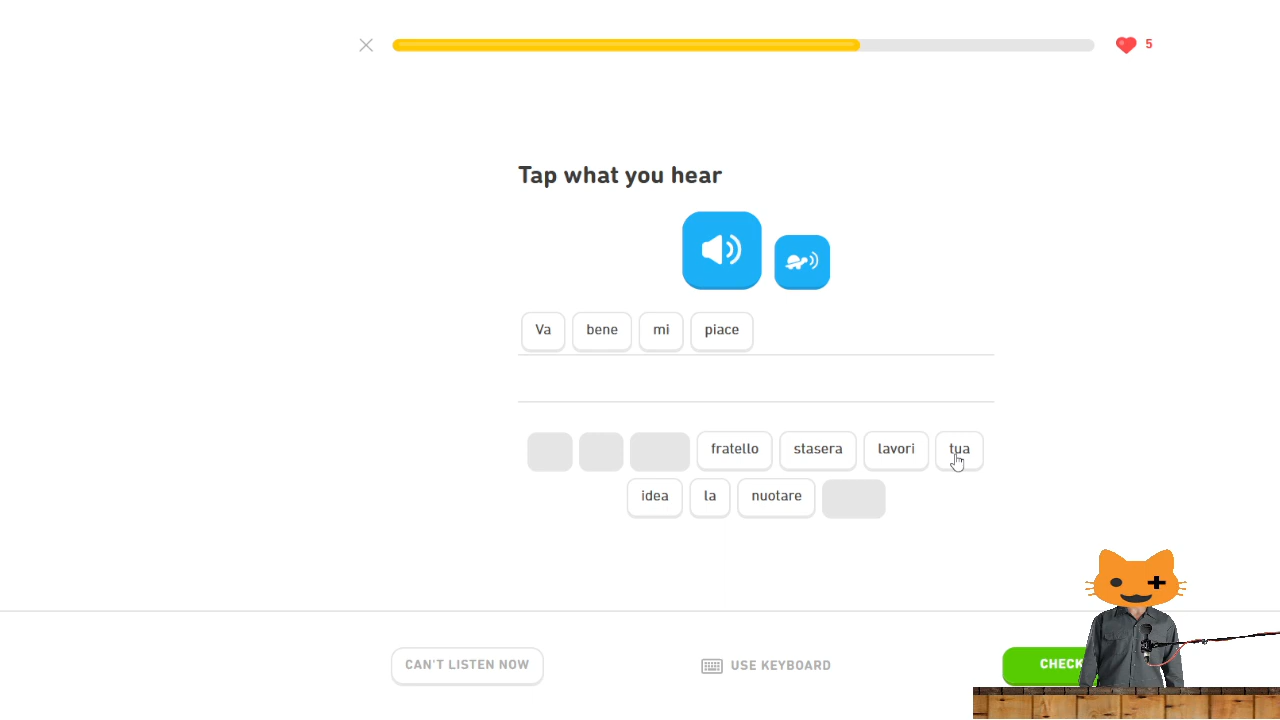 5
Tap what you hear
Va bene mi piace
fratello stasera lavori tua
idea la nuotare
CAN'T LISTEN NOW USE KEYBOARD CHECK